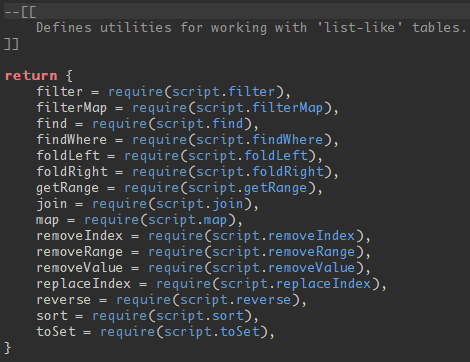 --[[
    Defines utilities for working with 'list-like' tables.
]]

return {
    filter = require(script.filter),
    filterMap = require(script.filterMap),
    find = require(script.find),
    findWhere = require(script.findWhere),
    foldLeft = require(script.foldLeft),
    foldRight = require(script.foldRight),
    getRange = require(script.getRange),
    join = require(script.join),
    map = require(script.map),
    removeIndex = require(script.removeIndex),
    removeRange = require(script.removeRange),
    removeValue = require(script.removeValue),
    replaceIndex = require(script.replaceIndex),
    reverse = require(script.reverse),
    sort = require(script.sort),
    toSet = require(script.toSet),
}